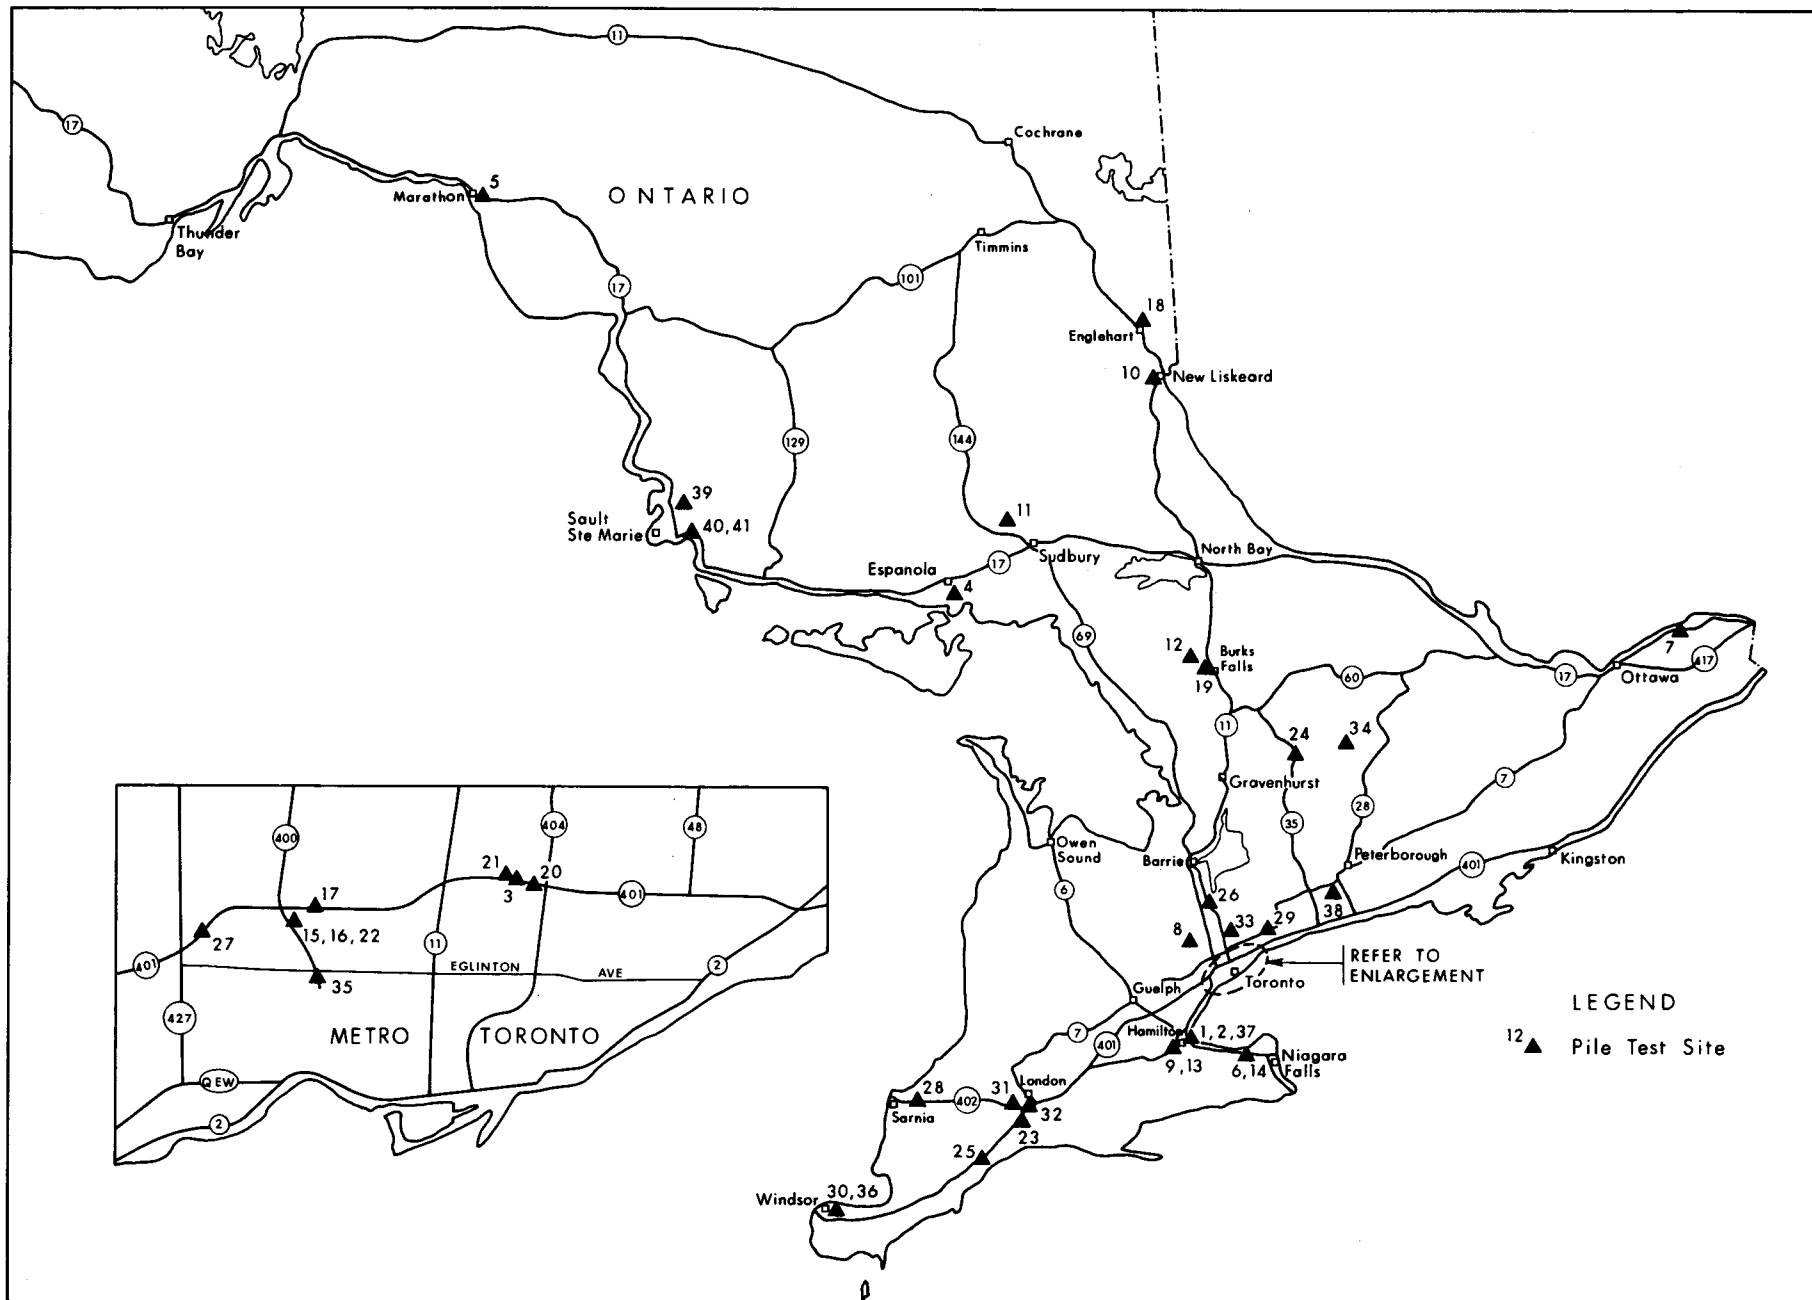 11
17
Cochrane
5
Marathon
ONTARIO
Thunder
Bay
Timmins
101
17
18
Englehart
10
New Liskeard
129
144
39
11
Sault
Ste Marie
40, 41
Sudbury
North Bay
Espanola
17
4
69
12
Burks
Falls
19
60
7
417
17
Ottawa
11
24
34
Gravenhurst
7
28
35
Owen
Sound
Barrie
Peterborough
401
Kingston
6
26
38
8
33
29
REFER TO
ENLARGEMENT
Toronto
Guelph
LEGEND
12
Pile Test Site
7
Hamilton
1, 2, 37
401
9, 13
6, 14
Niagara
Falls
London
28
402
31
32
Sarnia
23
25
Windsor
30, 36
400
404
48
21
3
20
401
17
27
15, 16, 22
11
401
EGLINTON
AVE
2
35
427
METRO
TORONTO
QEW
2